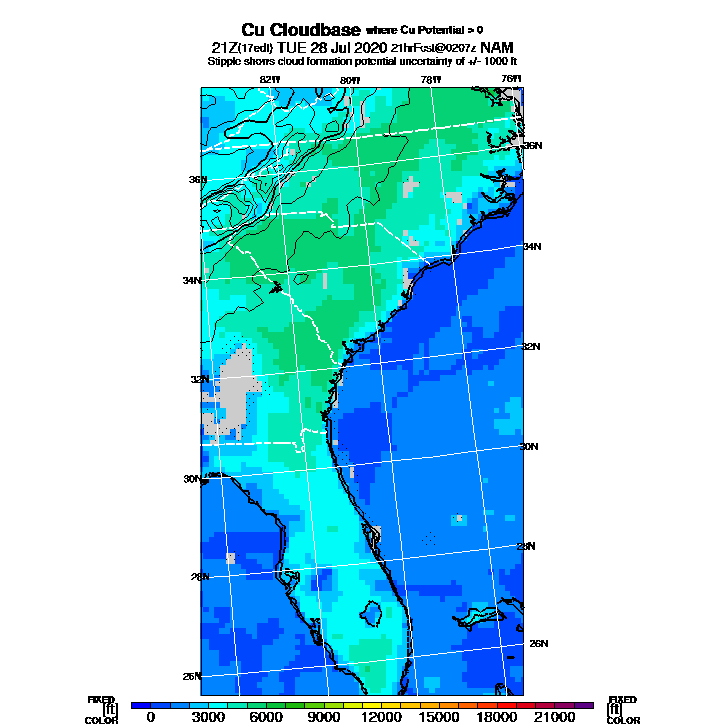 Cu Cloudbase where Cu Potential > 0
21Z(17edt) TUE 28 Jul 2020 21hrFcst@0207z NAM
Stipple shows cloud formation potential uncertainty of +/- 1000 ft
82W 80W 78W 76W
36N
36N
34N
34N
32N
32N
30N
30N
28N
28N
26N
26N
FIXED FIXED
[ft] [ft]
COLOR COLOR
0 3000 6000 9000 12000 15000 18000 21000